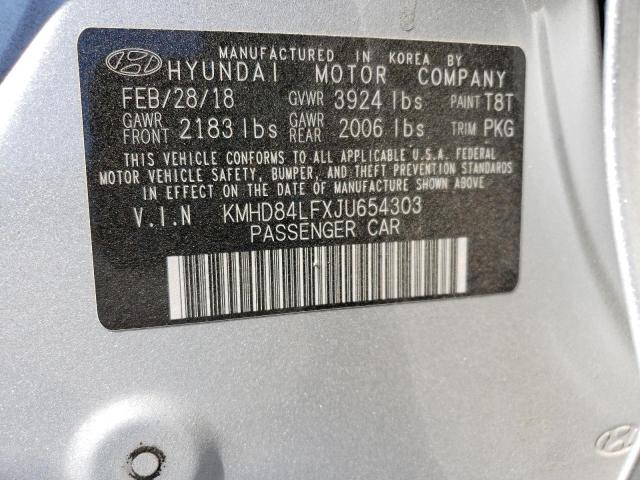 MANUFACTURED IN KOREA BY
HYUNDAI MOTOR COMPANY
FEB/28/18 GVWR 3924 lbs PAINT T8T
GAWR FRONT 2183 lbs GAWR REAR 2006 lbs TRIM PKG
THIS VEHICLE CONFORMS TO ALL APPLICABLE U.S.A. FEDERAL
MOTOR VEHICLE SAFETY, BUMPER, AND THEFT PREVENTION STANDARDS
IN EFFECT ON THE DATE OF MANUFACTURE SHOWN ABOVE.
V.I.N KMHD84LFXJU654303
PASSENGER CAR